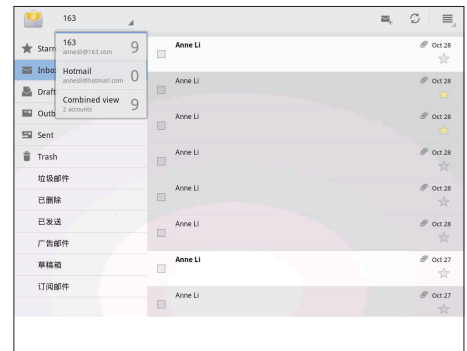 163
163
annesli@163.com
9
Hotmail
annesli@hotmail.com
0
Combined view
2 accounts
9
Starr
Inbo
Draft
Outb
Sent
Trash
垃圾邮件
已删除
已发送
广告邮件
草稿箱
订阅邮件
Anne Li
Oct 28
Anne Li
Oct 28
Anne Li
Oct 28
Anne Li
Oct 28
Anne Li
Oct 28
Anne Li
Oct 28
Anne Li
Oct 27
Anne Li
Oct 27